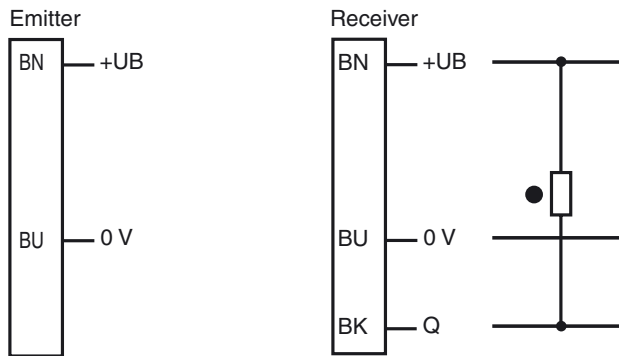 Emitter
BN +UB
BU 0 V
Receiver
BN +UB
BU 0 V
BK Q